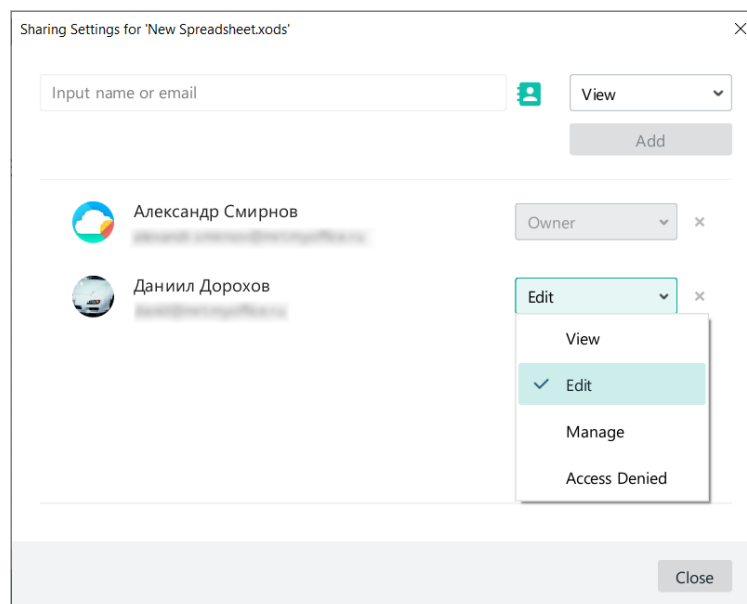 Sharing Settings for 'New Spreadsheet.xods'
Input name or email
View
Add
Александр Смирнов
Owner
Даниил Дорохов
Edit
View
Edit
Manage
Access Denied
Close